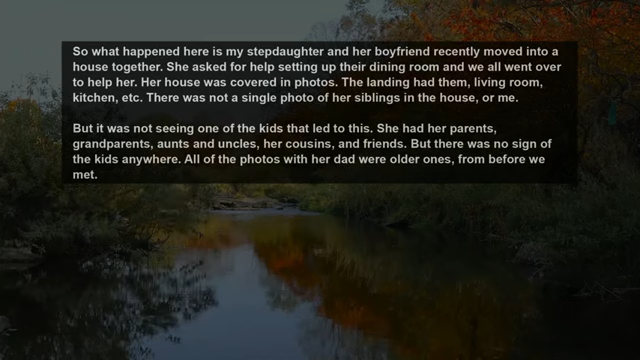 So what happened here is my stepdaughter and her boyfriend recently moved into a
house together. She asked for help setting up their dining room and we all went over
to help her. Her house was covered in photos. The landing had them, living room,
kitchen, etc. There was not a single photo of her siblings in the house, or me.
But it was not seeing one of the kids that led to this. She had her parents,
grandparents, aunts and uncles, her cousins, and friends. But there was no sign of
the kids anywhere. All of the photos with her dad were older ones, from before we
met.